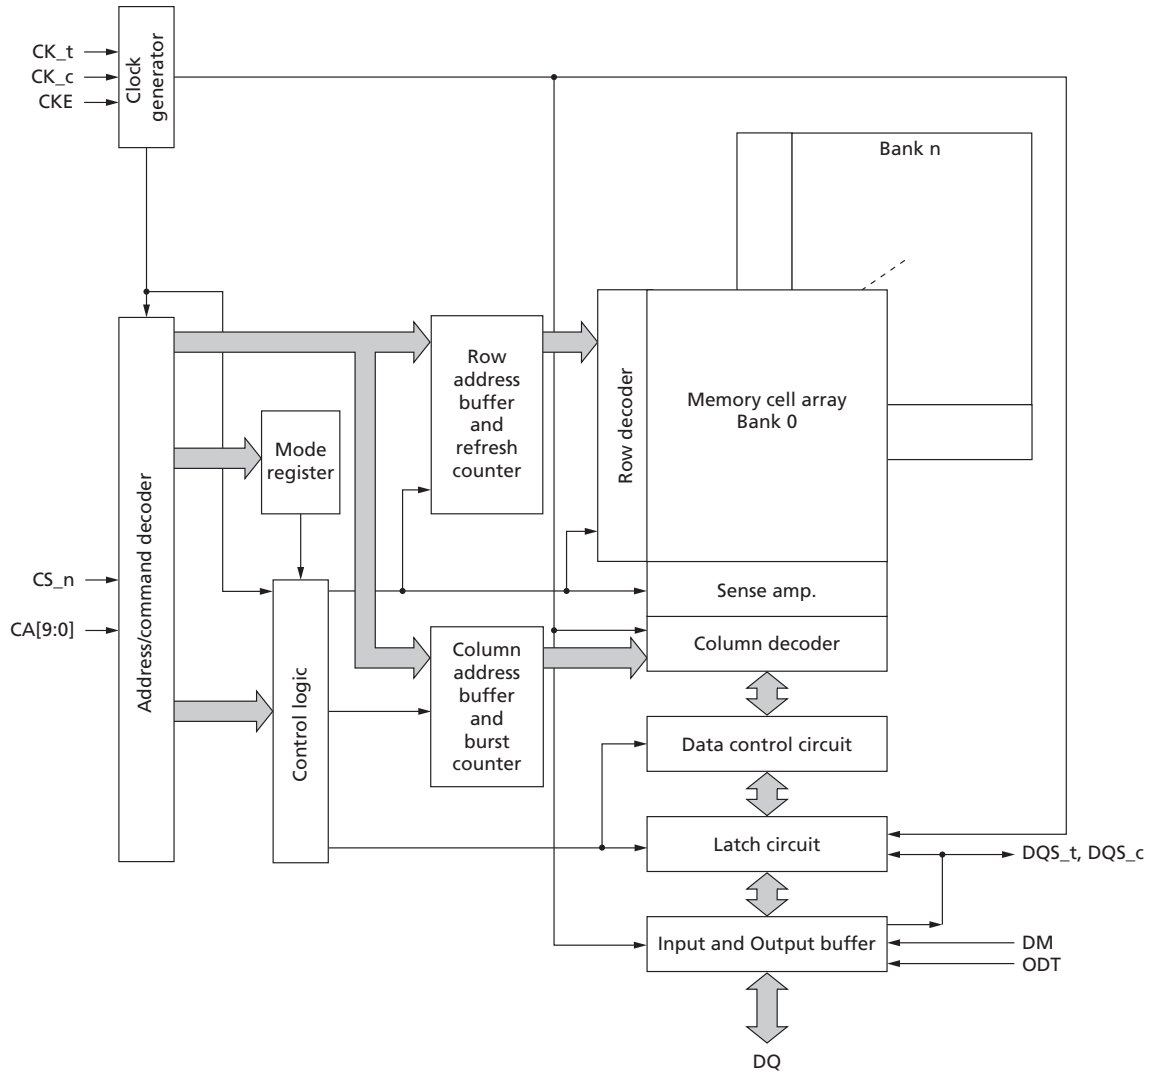 CK_t
CK_c
CKE
Clock
generator
Bank n
Row
address
buffer
and
refresh
counter
Row decoder
Memory cell array
Bank 0
Mode
register
Address/command decoder
CS_n
CA[9:0]
Sense amp.
Column decoder
Control logic
Column
address
buffer
and
burst
counter
Data control circuit
Latch circuit
DQS_t, DQS_c
Input and Output buffer
DM
ODT
DQ